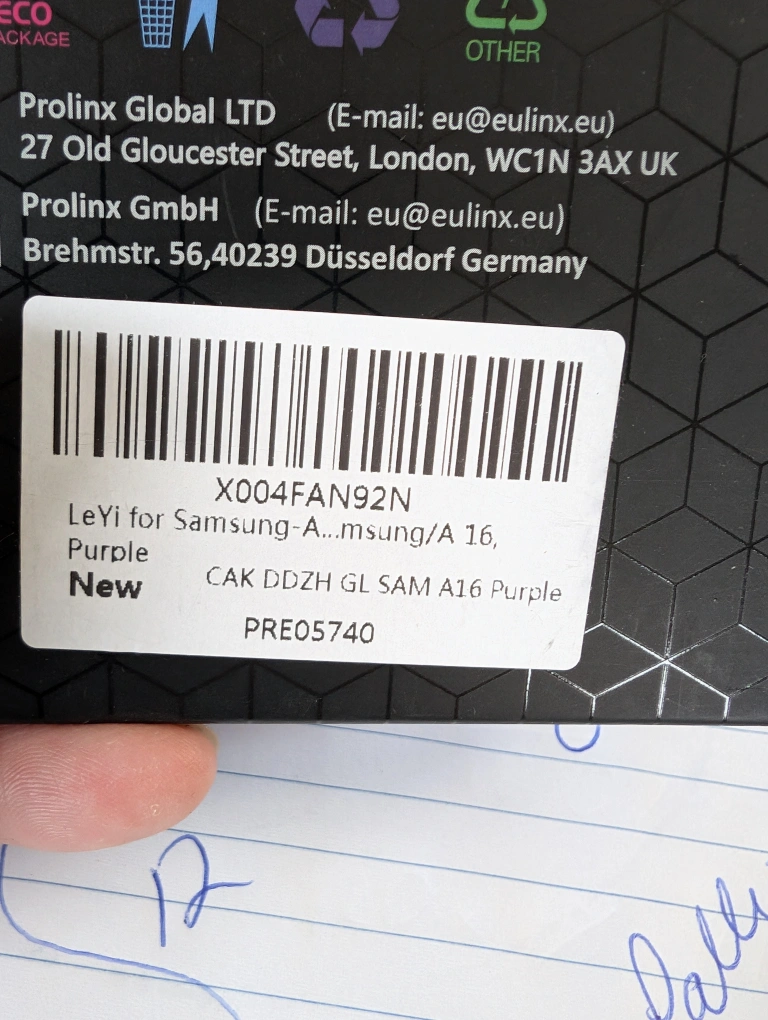 ECO
PACKAGE
OTHER
Prolinx Global LTD (E-mail: eu@eulinx.eu)
27 Old Gloucester Street, London, WC1N 3AX UK
Prolinx GmbH (E-mail: eu@eulinx.eu)
Brehmstr. 56,40239 Düsseldorf Germany
X004FAN92N
LeYi for Samsung-A...msung/A 16,
Purple
New CAK DDZH GL SAM A16 Purple
PRE05740